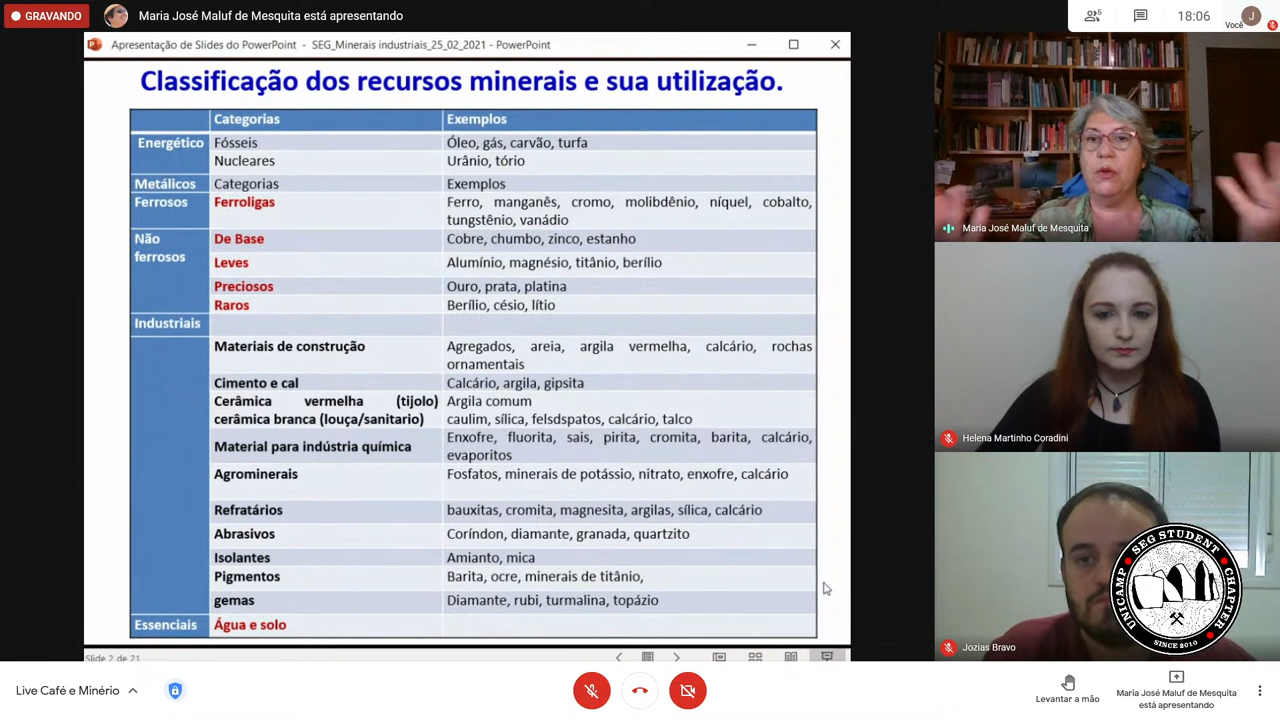 GRAVANDO
Maria José Maluf de Mesquita está apresentando
5
18:06
J
Você
Apresentação de Slides do PowerPoint - SEG_Minerais industriais_25_02_2021 - PowerPoint
Classificação dos recursos minerais e sua utilização.
Categorias Exemplos
Energético Fósseis Óleo, gás, carvão, turfa
Nucleares Urânio, tório
Metálicos Categorias Exemplos
Ferrosos Ferroligas Ferro, manganês, cromo, molibdênio, níquel, cobalto,
tungstênio, vanádio
Não De Base Cobre, chumbo, zinco, estanho
ferrosos
Leves Alumínio, magnésio, titânio, berílio
Preciosos Ouro, prata, platina
Raros Berílio, césio, lítio
Industriais
Materiais de construção Agregados, areia, argila vermelha, calcário, rochas
ornamentais
Cimento e cal Calcário, argila, gipsita
Cerâmica vermelha (tijolo) Argila comum
cerâmica branca (louça/sanitario) caulim, sílica, felsdspatos, calcário, talco
Material para indústria química Enxofre, fluorita, sais, pirita, cromita, barita, calcário,
evaporitos
Agrominerais Fosfatos, minerais de potássio, nitrato, enxofre, calcário
Refratários bauxitas, cromita, magnesita, argilas, sílica, calcário
Abrasivos Coríndon, diamante, granada, quartzito
Isolantes Amianto, mica
Pigmentos Barita, ocre, minerais de titânio,
gemas Diamante, rubi, turmalina, topázio
Essenciais Água e solo
Slide 2 de 21
Maria José Maluf de Mesquita
Helena Martinho Coradini
Jozias Bravo
SEG STUDENT CHAPTER
UNICAMP
SINCE 2010
Live Café e Minério
Levantar a mão
Maria José Maluf de Mesquita
está apresentando